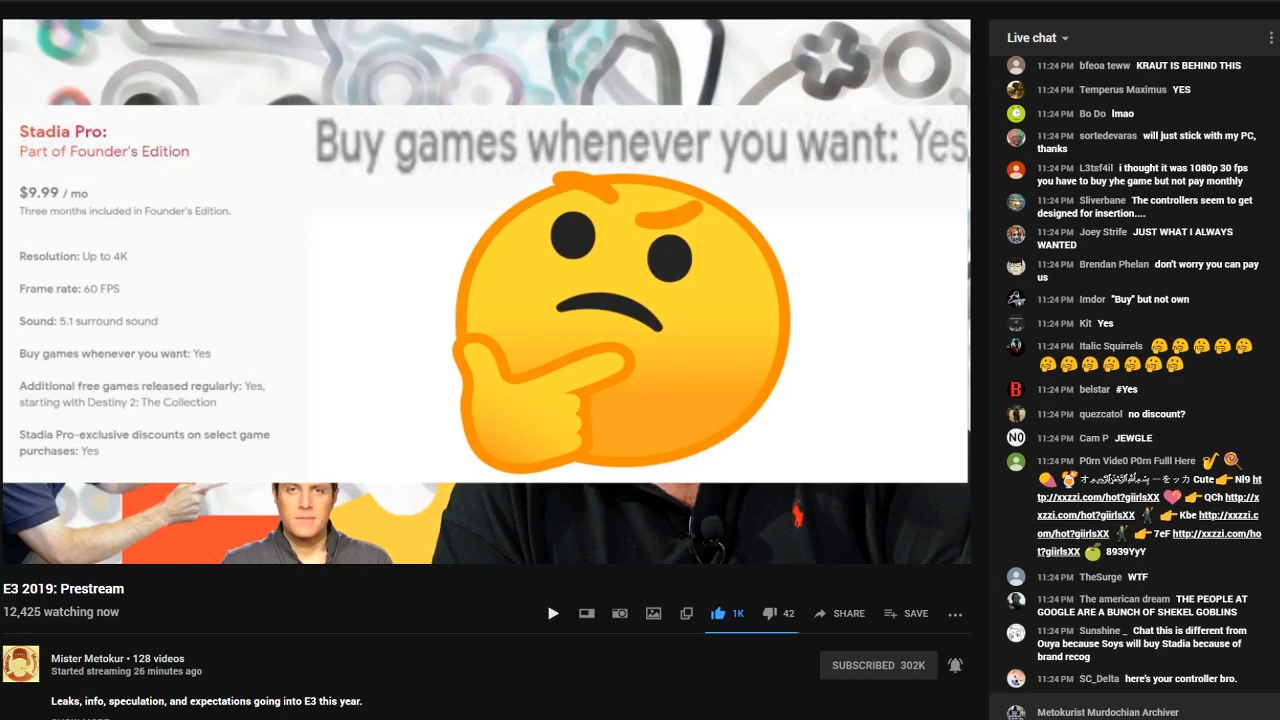 Stadia Pro:
Part of Founder's Edition
$9.99 / mo
Three months included in Founder's Edition.
Resolution: Up to 4K
Frame rate: 60 FPS
Sound: 5.1 surround sound
Buy games whenever you want: Yes
Additional free games released regularly: Yes,
starting with Destiny 2: The Collection
Stadia Pro-exclusive discounts on select game
purchases: Yes
Buy games whenever you want: Yes
E3 2019: Prestream
12,425 watching now
1K
42
SHARE
SAVE
Mister Metokur • 128 videos
Started streaming 26 minutes ago
SUBSCRIBED 302K
Leaks, info, speculation, and expectations going into E3 this year.
Live chat
11:24 PM bfeoa teww KRAUT IS BEHIND THIS
11:24 PM Temperus Maximus YES
11:24 PM Bo Do lmao
11:24 PM sortedevaras will just stick with my PC,
thanks
11:24 PM L3tsf4il i thought it was 1080p 30 fps
you have to buy yhe game but not pay monthly
11:24 PM Sliverbane The controllers seem to get
designed for insertion....
11:24 PM Joey Strife JUST WHAT I ALWAYS
WANTED
11:24 PM Brendan Phelan don't worry you can pay
us
11:24 PM Imdor "Buy" but not own
11:24 PM Kit Yes
11:24 PM Italic Squirrels 🤔🤔🤔🤔🤔
🤔🤔🤔🤔🤔🤔🤔
B
11:24 PM belstar #Yes
11:24 PM quezcatol no discount?
NO
11:24 PM Cam P JEWGLE
11:24 PM P0rn Vide0 P0rn Fulll Here 🎷🍭
Cute👉Nl9 ht
tp://xxzzi.com/hot?giirlsXX 💖👉QCh http://x
xzzi.com/hot?giirlsXX 👉Kbe http://xxzzi.c
om/hot?giirlsXX 👉7eF http://xxzzi.com/ho
t?giirlsXX 🍏 8939YyY
11:24 PM TheSurge WTF
11:24 PM The american dream THE PEOPLE AT
GOOGLE ARE A BUNCH OF SHEKEL GOBLINS
11:24 PM Sunshine _ Chat this is different from
Ouya because Soys will buy Stadia because of
brand recog
11:24 PM SC_Delta here's your controller bro.
Metokurist Murdochian Archiver